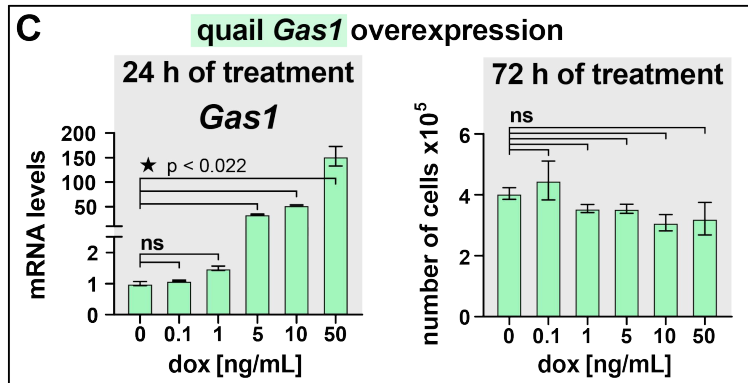 C
quail Gas1 overexpression
24 h of treatment
Gas1
mRNA levels
200
150
100
50
2
1
0
★ p < 0.022
ns
0 0.1 1 5 10 50
dox [ng/mL]
72 h of treatment
number of cells x10⁵
6
4
2
0
ns
0 0.1 1 5 10 50
dox [ng/mL]